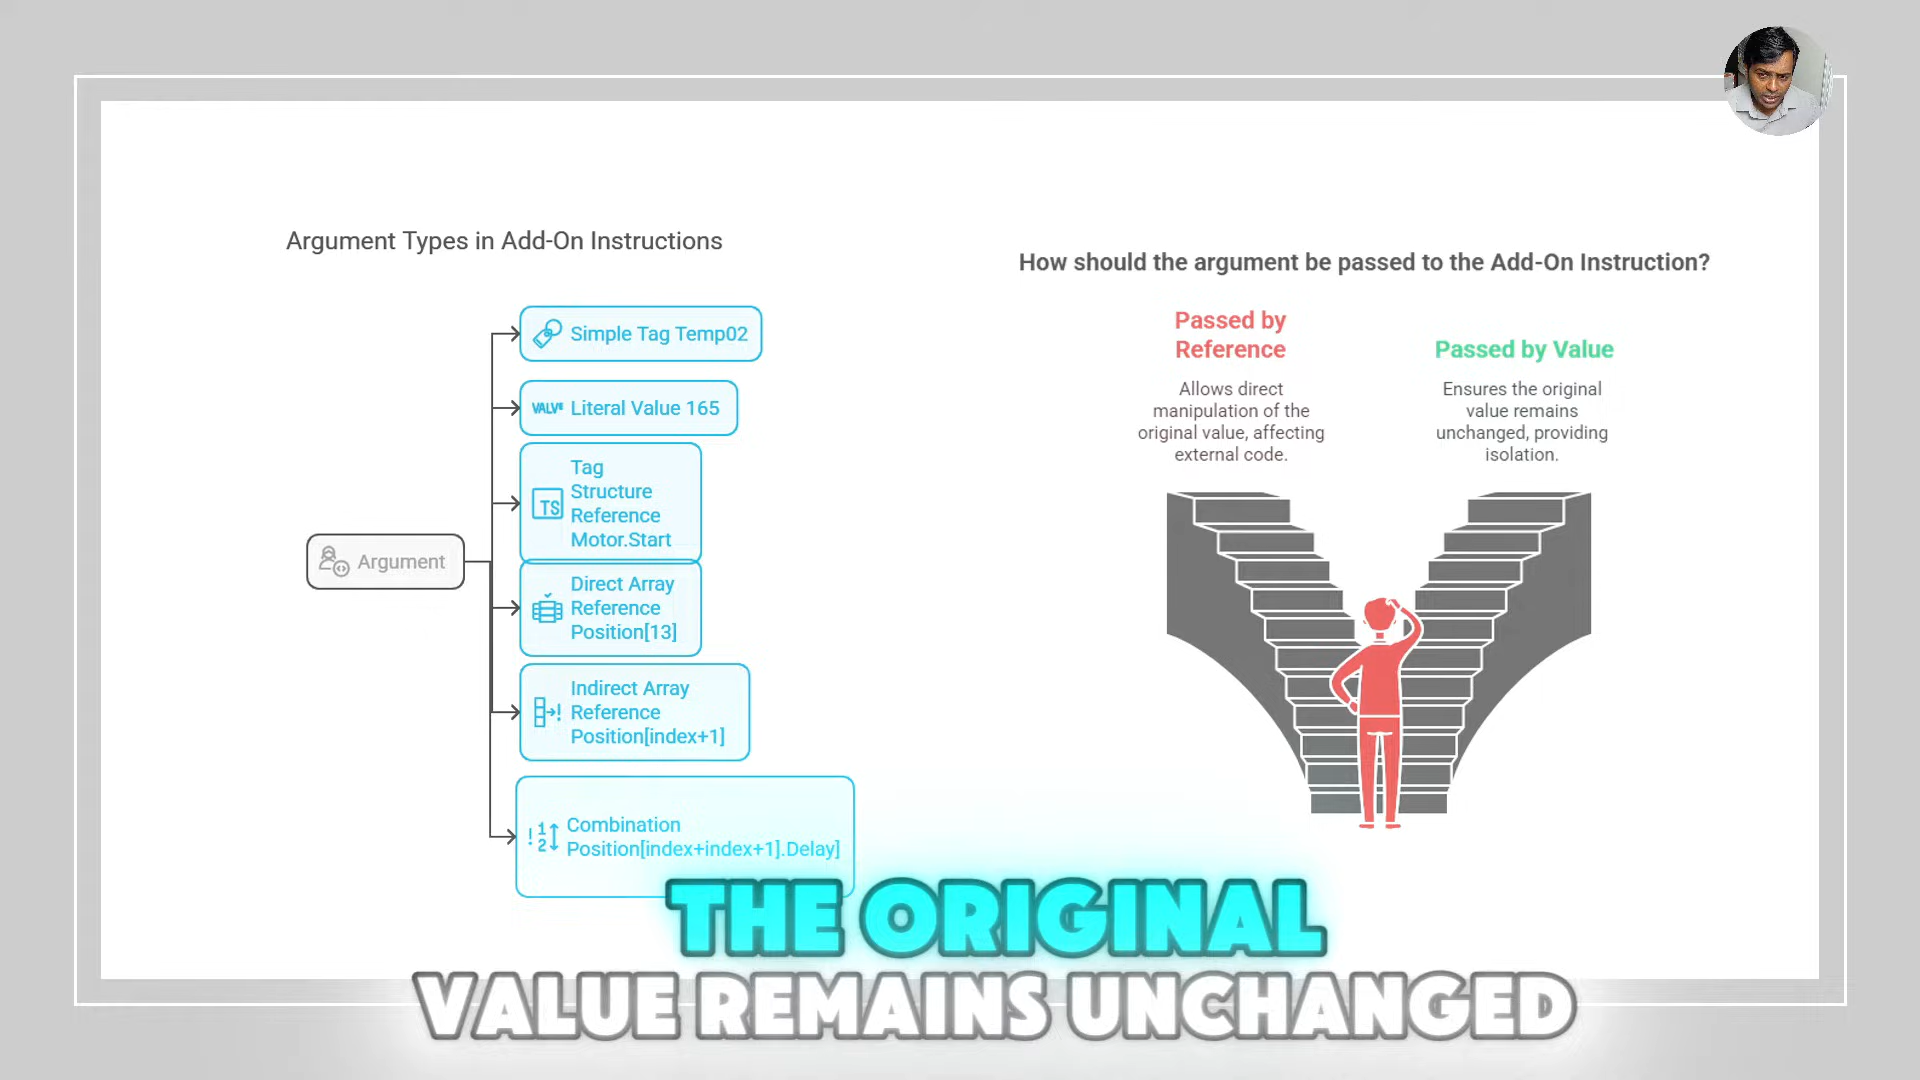 Argument Types in Add-On Instructions
Simple Tag Temp02
VALVE Literal Value 165
Tag
Structure
TS
Reference
Motor.Start
Argument
Direct Array
Reference
Position[13]
Indirect Array
Reference
Position[index+1]
1
2
Combination
Position[index+index+1].Delay]
How should the argument be passed to the Add-On Instruction?
Passed by
Reference
Allows direct
manipulation of the
original value, affecting
external code.
Passed by Value
Ensures the original
value remains
unchanged, providing
isolation.
THE ORIGINAL
VALUE REMAINS UNCHANGED